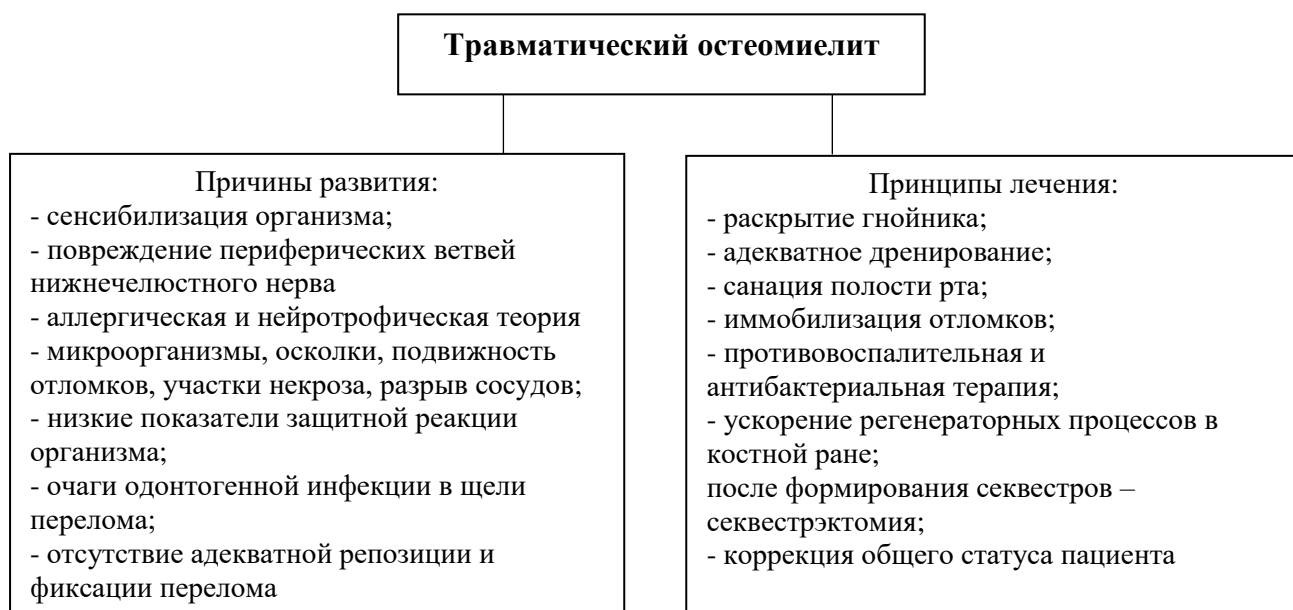 Травматический остеомиелит
Причины развития:
- сенсибилизация организма;
- повреждение периферических ветвей
нижнечелюстного нерва
- аллергическая и нейротрофическая теория
- микроорганизмы, осколки, подвижность
отломков, участки некроза, разрыв сосудов;
- низкие показатели защитной реакции
организма;
- очаги одонтогенной инфекции в щели
перелома;
- отсутствие адекватной репозиции и
фиксации перелома
Принципы лечения:
- раскрытие гнойника;
- адекватное дренирование;
- санация полости рта;
- иммобилизация отломков;
- противовоспалительная и
антибактериальная терапия;
- ускорение регенераторных процессов в
костной ране;
после формирования секвестров –
секвестрэктомия;
- коррекция общего статуса пациента